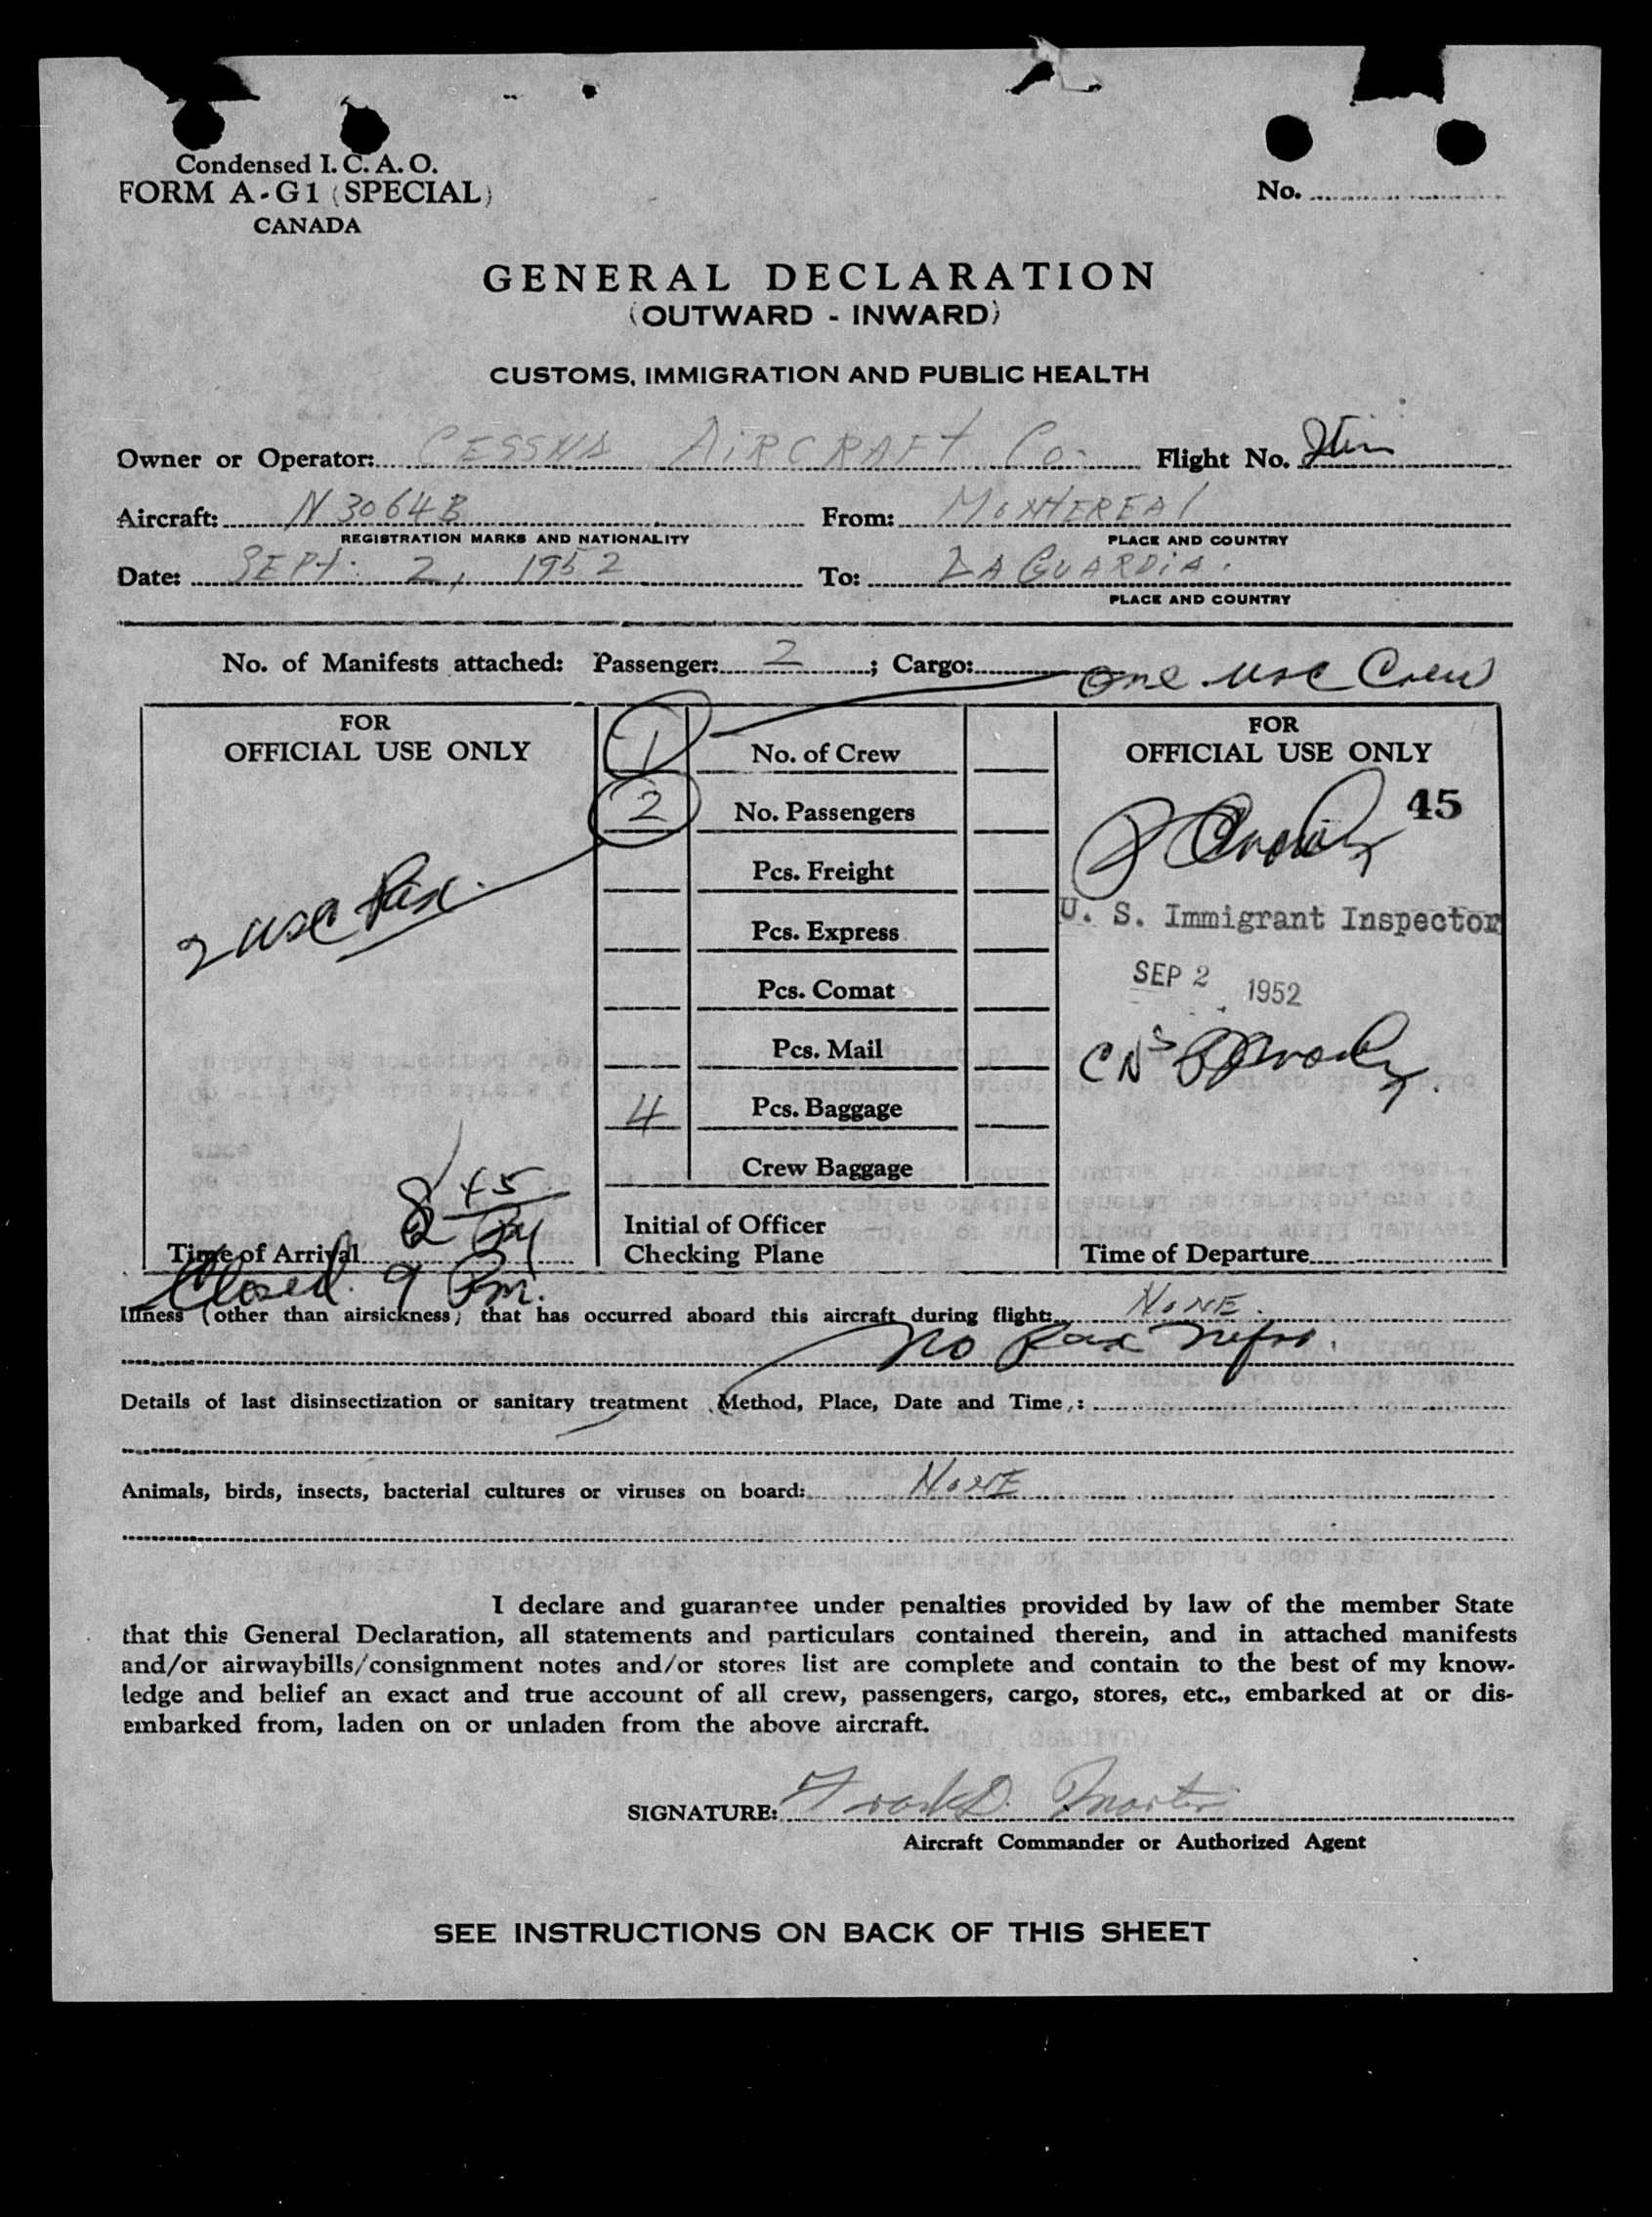 Condensed I. C. A. O.
FORM A-G1 (SPECIAL)
CANADA
No.
GENERAL DECLARATION
(OUTWARD - INWARD)
CUSTOMS, IMMIGRATION AND PUBLIC HEALTH
Owner or Operator: CESSNA AIRCRAFT Co. Flight No.
Aircraft: N 3064B From: MONTEREAL
REGISTRATION MARKS AND NATIONALITY PLACE AND COUNTRY
Date: SEPT. 2, 1952 To: LA GUARDIA.
PLACE AND COUNTRY
No. of Manifests attached: Passenger: 2 ; Cargo:
One usc Crew
FOR
OFFICIAL USE ONLY
2 usc Pax.
8 45
PM
Time of Arrival
Closed. 9 Pm.
1 No. of Crew
2 No. Passengers
Pcs. Freight
Pcs. Express
Pcs. Comat
Pcs. Mail
4 Pcs. Baggage
Crew Baggage
Initial of Officer
Checking Plane
FOR
OFFICIAL USE ONLY
45
U. S. Immigrant Inspector
SEP 2 1952
Time of Departure
Illness (other than airsickness) that has occurred aboard this aircraft during flight: NONE.
No Pax
Details of last disinsectization or sanitary treatment (Method, Place, Date and Time):
Animals, birds, insects, bacterial cultures or viruses on board: NONE
I declare and guarantee under penalties provided by law of the member State
that this General Declaration, all statements and particulars contained therein, and in attached manifests
and/or airwaybills/consignment notes and/or stores list are complete and contain to the best of my know-
ledge and belief an exact and true account of all crew, passengers, cargo, stores, etc., embarked at or dis-
embarked from, laden on or unladen from the above aircraft.
SIGNATURE: Frank D. Martin
Aircraft Commander or Authorized Agent
SEE INSTRUCTIONS ON BACK OF THIS SHEET